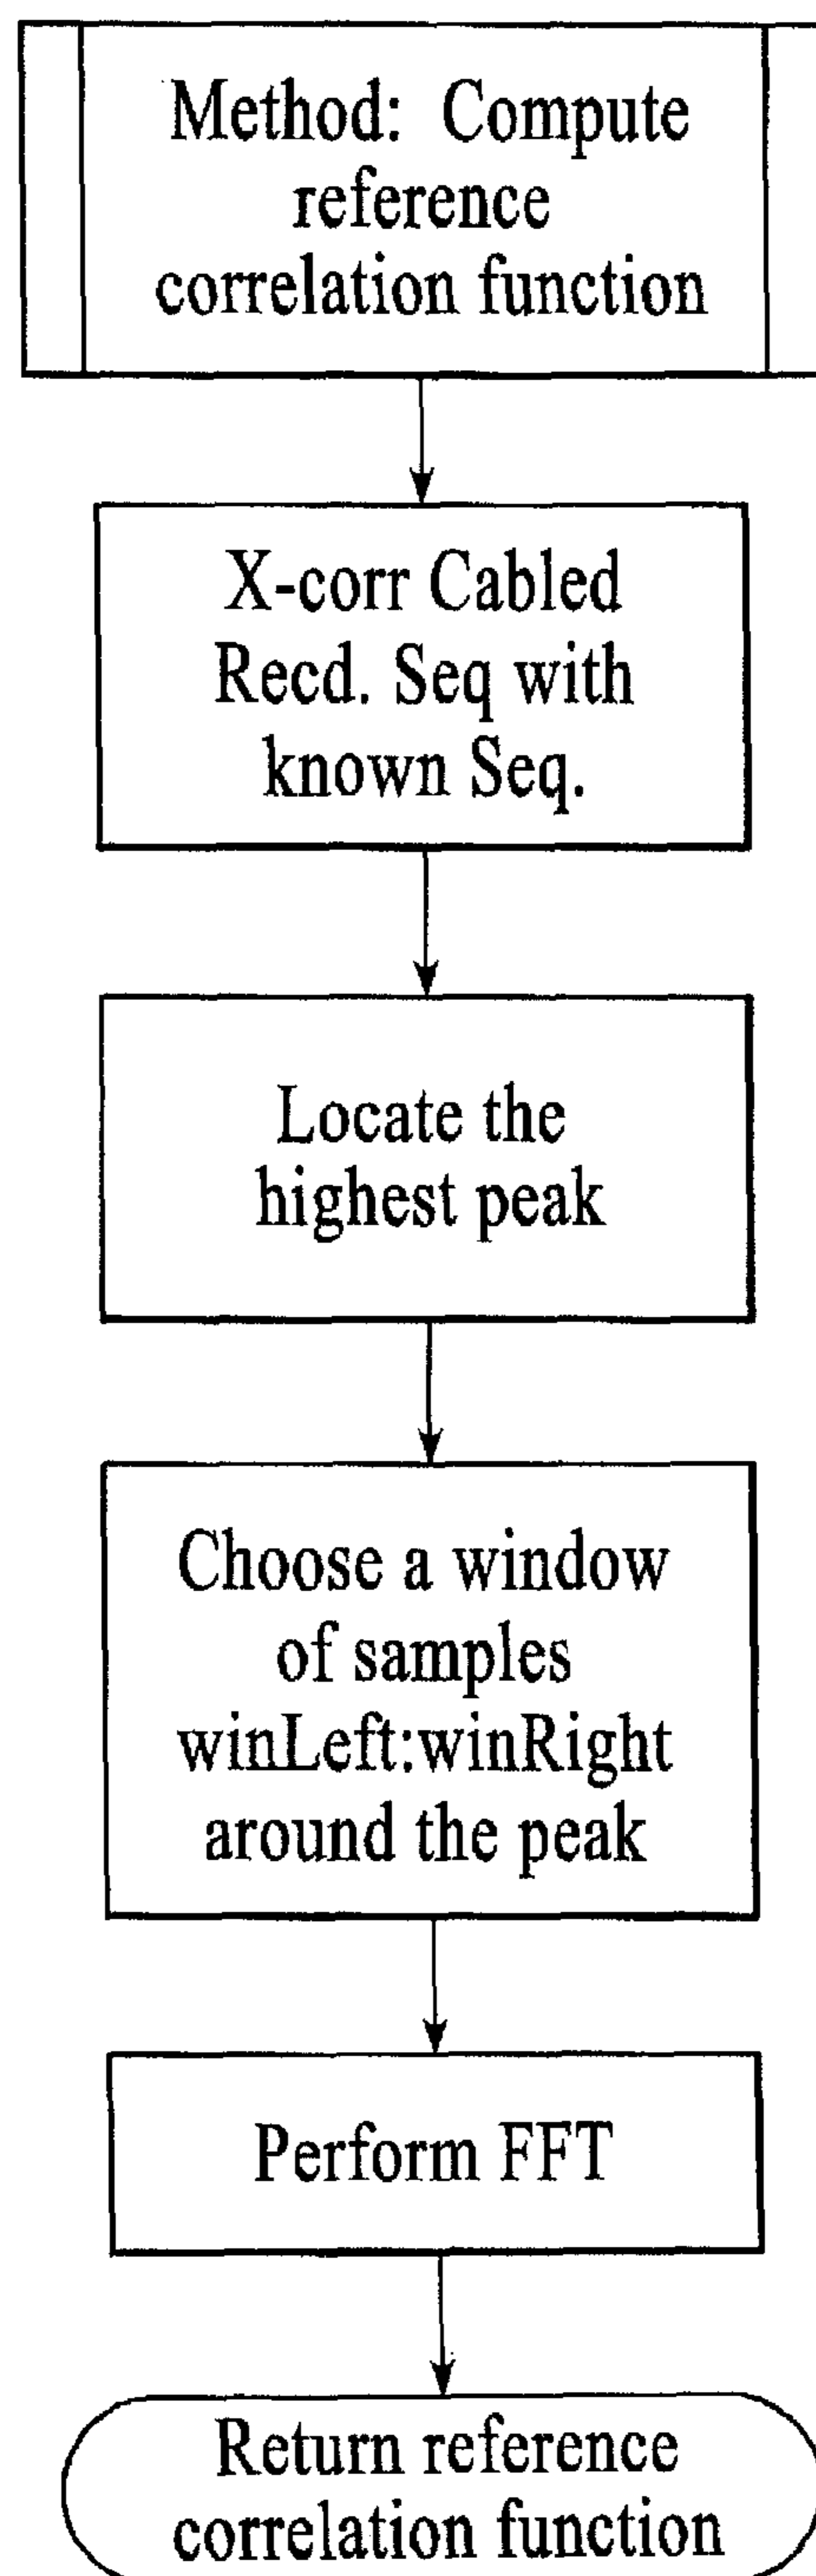 Method: Compute
reference
correlation function
X-corr Cabled
Recd. Seq with
known Seq.
Locate the
highest peak
Choose a window
of samples
winLeft:winRight
around the peak
Perform FFT
Return reference
correlation function